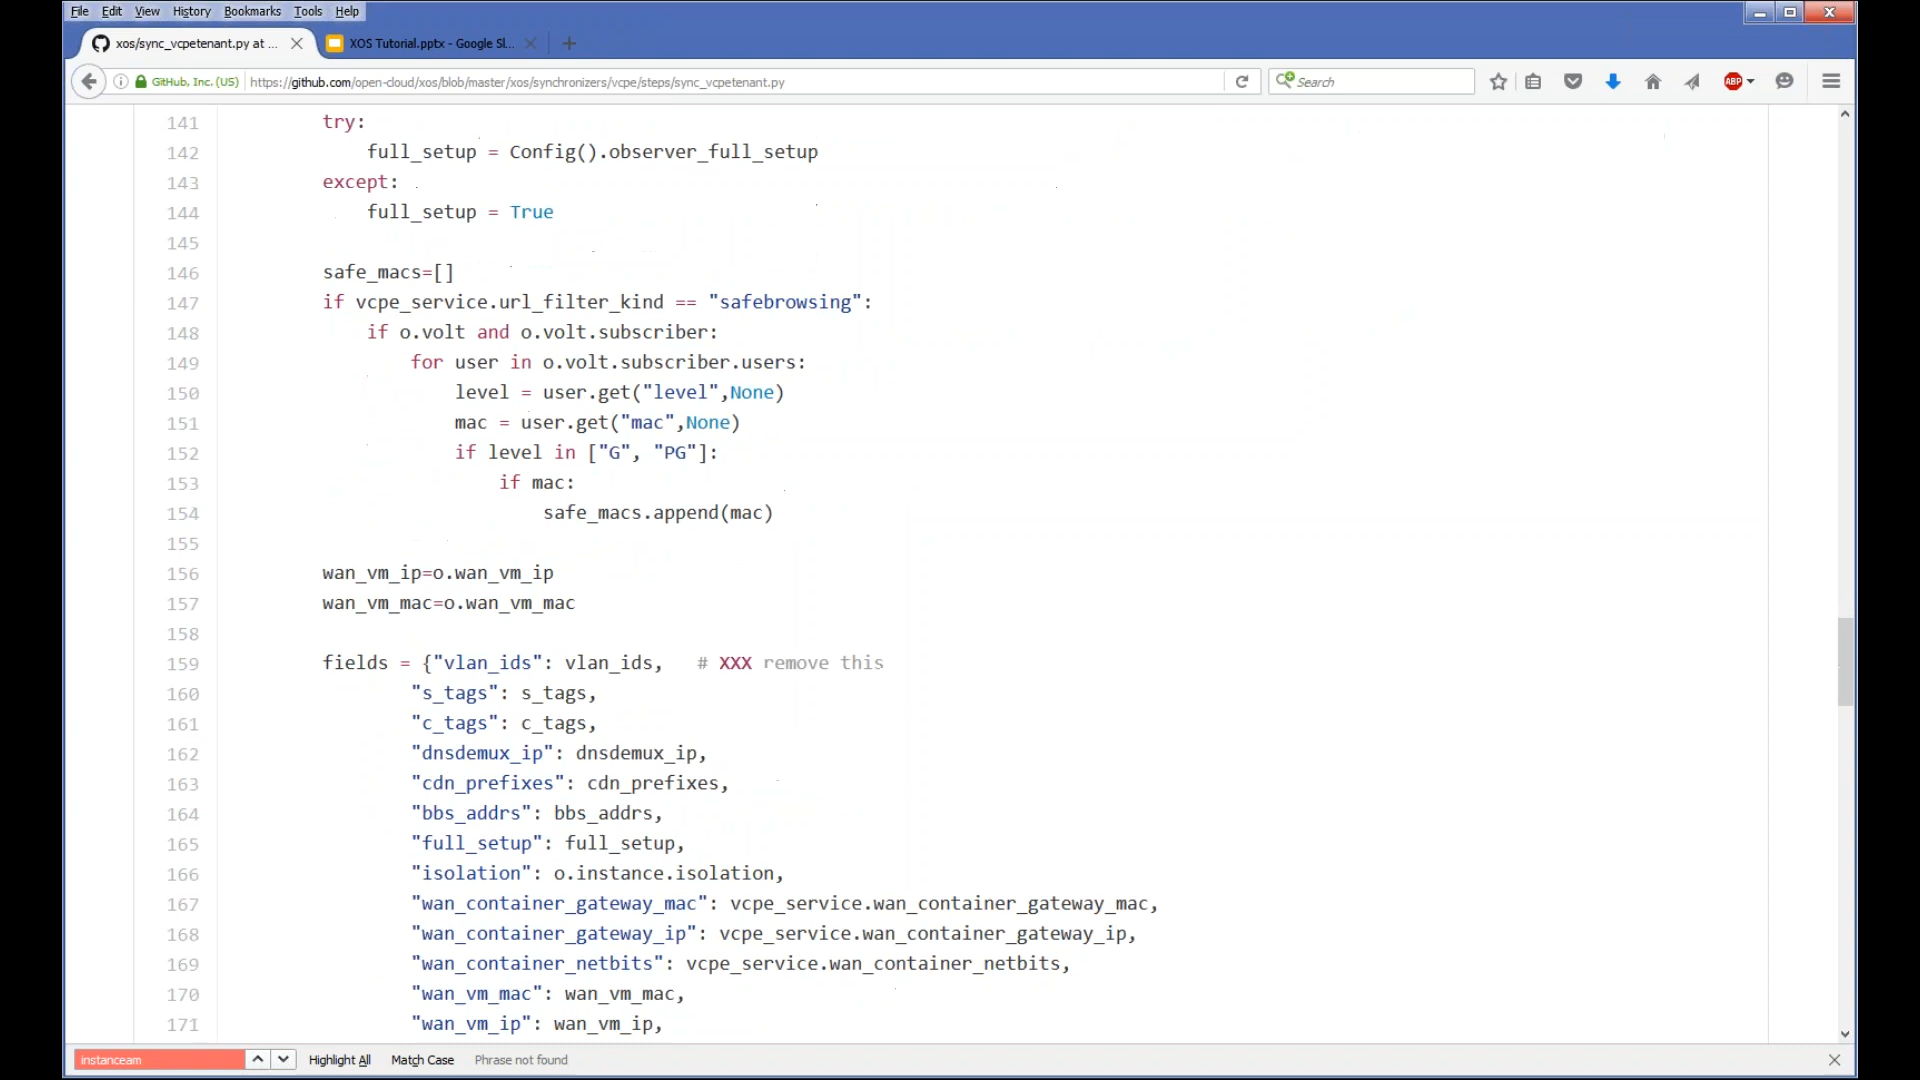 File Edit View History Bookmarks Tools Help
xos/sync_vcpetenant.py at ... XOS Tutorial.pptx - Google Sl...
GitHub, Inc. (US) https://github.com/open-cloud/xos/blob/master/xos/synchronizers/vcpe/steps/sync_vcpetenant.py Search ABP
141 try:
142 full_setup = Config().observer_full_setup
143 except:
144 full_setup = True
145
146 safe_macs=[]
147 if vcpe_service.url_filter_kind == "safebrowsing":
148 if o.volt and o.volt.subscriber:
149 for user in o.volt.subscriber.users:
150 level = user.get("level",None)
151 mac = user.get("mac",None)
152 if level in ["G", "PG"]:
153 if mac:
154 safe_macs.append(mac)
155
156 wan_vm_ip=o.wan_vm_ip
157 wan_vm_mac=o.wan_vm_mac
158
159 fields = {"vlan_ids": vlan_ids, # XXX remove this
160 "s_tags": s_tags,
161 "c_tags": c_tags,
162 "dnsdemux_ip": dnsdemux_ip,
163 "cdn_prefixes": cdn_prefixes,
164 "bbs_addrs": bbs_addrs,
165 "full_setup": full_setup,
166 "isolation": o.instance.isolation,
167 "wan_container_gateway_mac": vcpe_service.wan_container_gateway_mac,
168 "wan_container_gateway_ip": vcpe_service.wan_container_gateway_ip,
169 "wan_container_netbits": vcpe_service.wan_container_netbits,
170 "wan_vm_mac": wan_vm_mac,
171 "wan_vm_ip": wan_vm_ip,
instanceam Highlight All Match Case Phrase not found